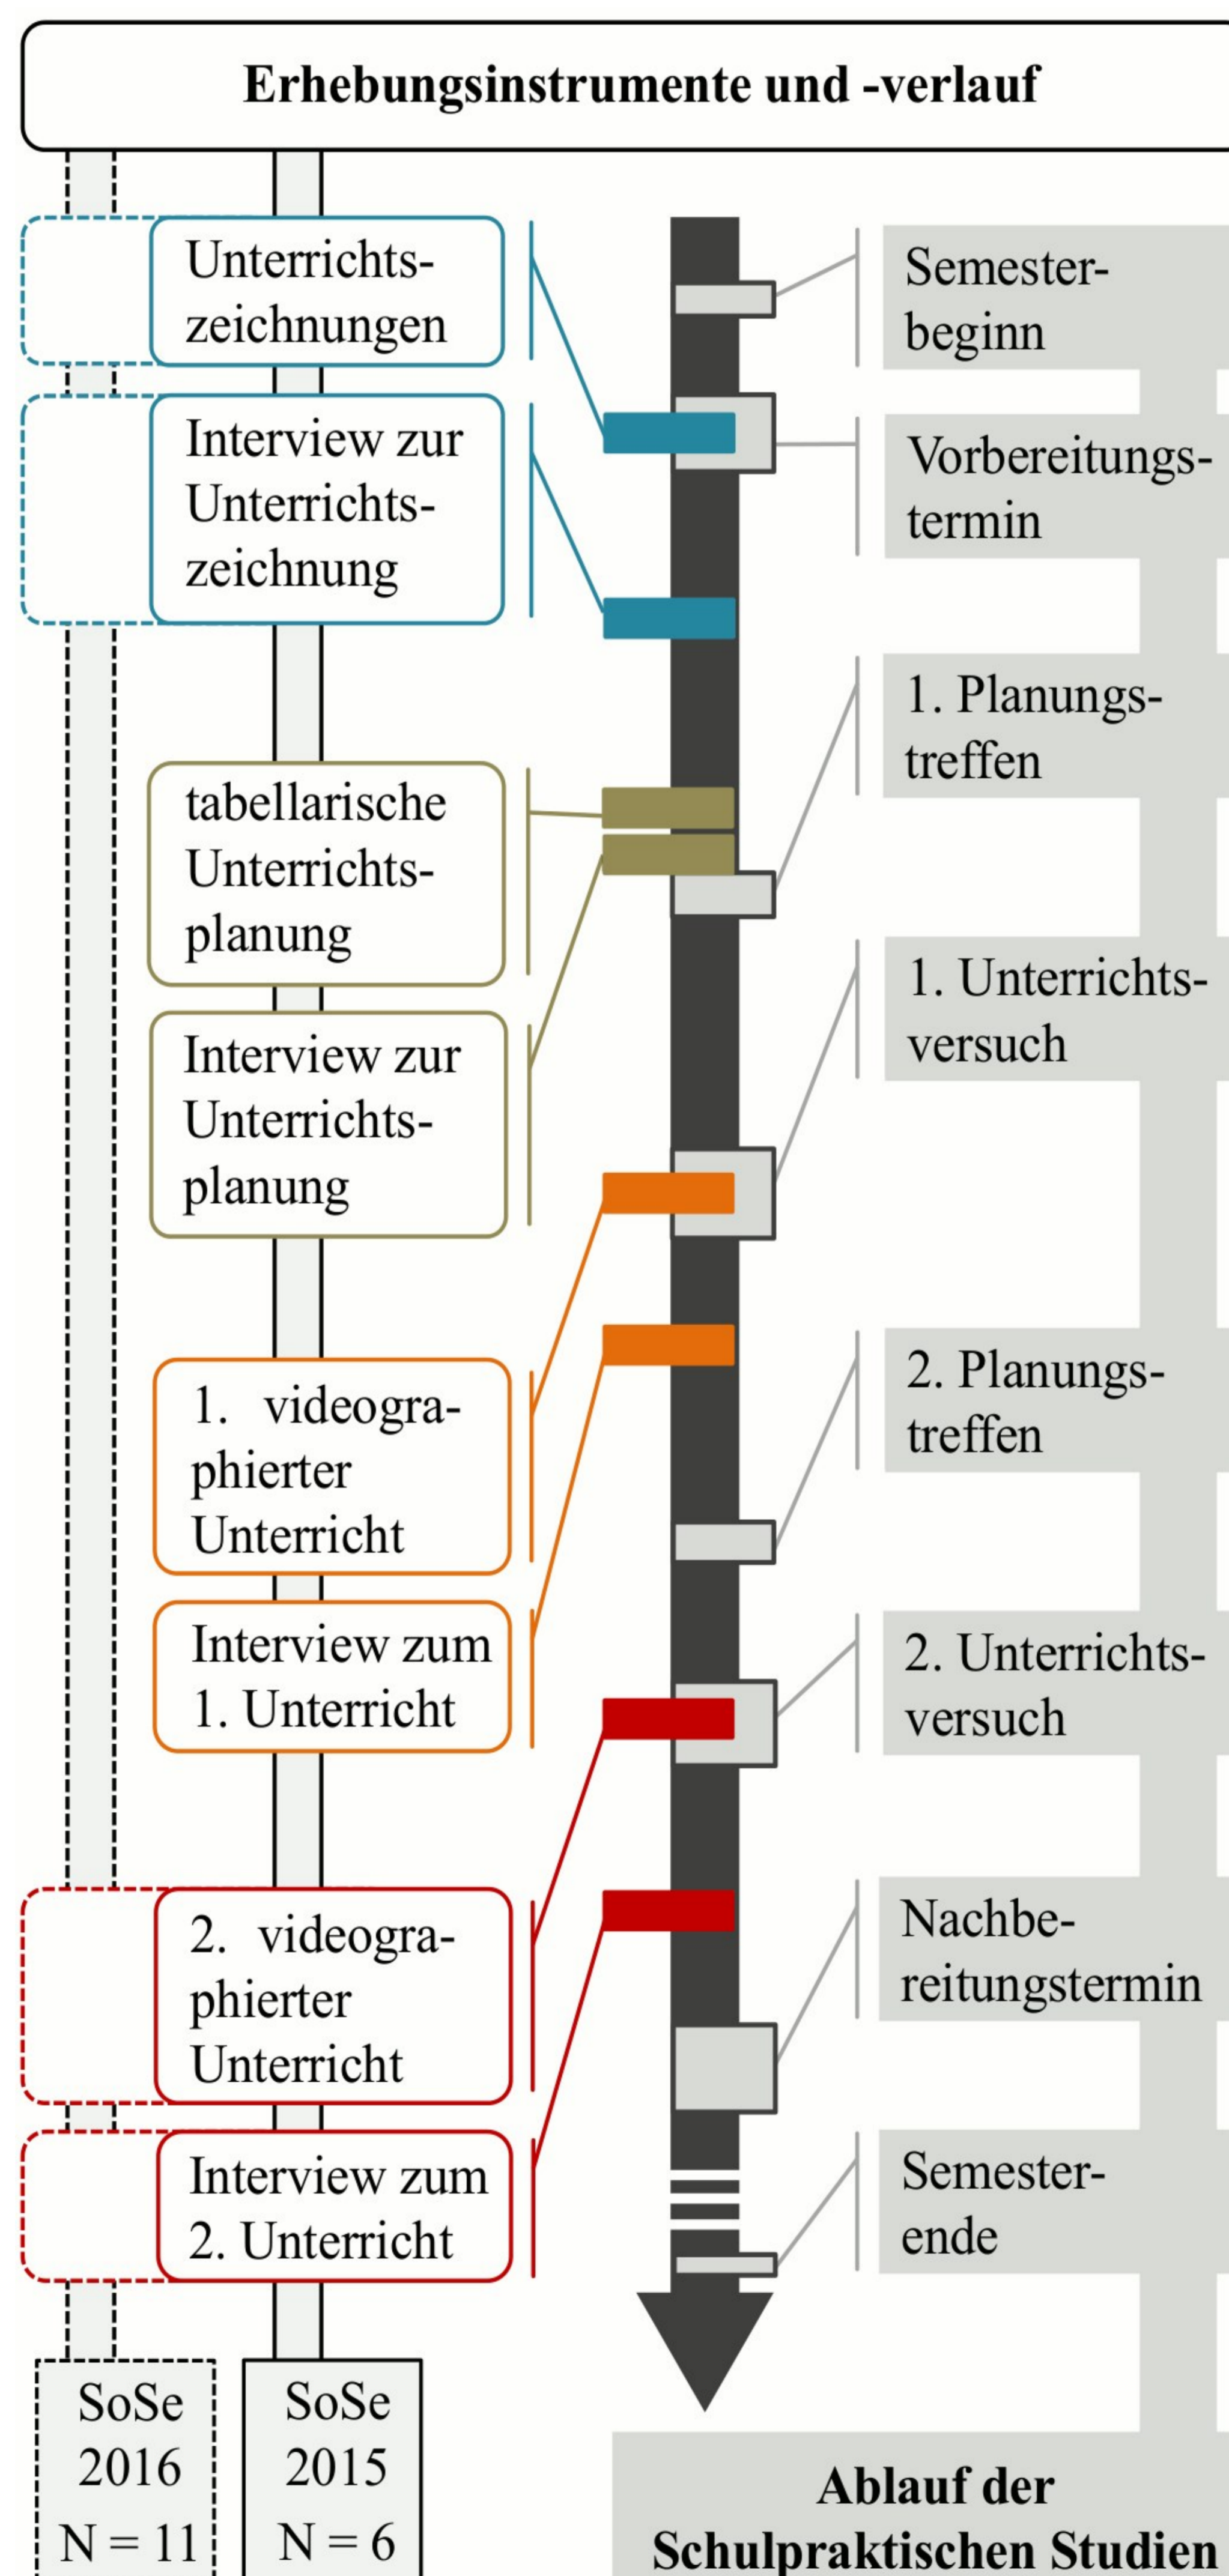 Erhebungsinstrumente und -verlauf
Unterrichts-
zeichnungen
Interview zur
Unterrichts-
zeichnung
tabellarische
Unterrichts-
planung
Interview zur
Unterrichts-
planung
1. videogra-
phierter
Unterricht
Interview zum
1. Unterricht
2. videogra-
phierter
Unterricht
Interview zum
2. Unterricht
SoSe
2016
N = 11
SoSe
2015
N = 6
Semester-
beginn
Vorbereitungs-
termin
1. Planungs-
treffen
1. Unterrichts-
versuch
2. Planungs-
treffen
2. Unterrichts-
versuch
Nachbe-
reitungstermin
Semester-
ende
Ablauf der
Schulpraktischen Studien